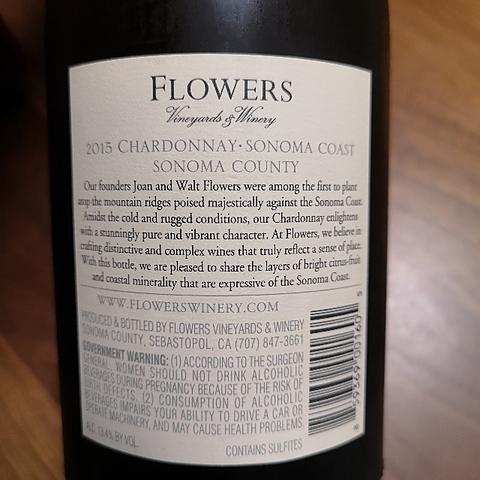 FLOWERS
Vineyards & Winery
2015 CHARDONNAY · SONOMA COAST
SONOMA COUNTY
Our founders Joan and Walt Flowers were among the first to plant
atop the mountain ridges poised majestically against the Sonoma Coast.
Amidst the cold and rugged conditions, our Chardonnay enlightens
with a stunningly pure and vibrant character. At Flowers, we believe in
crafting distinctive and complex wines that truly reflect a sense of place.
With this bottle, we are pleased to share the layers of bright citrus-fruit
and coastal minerality that are expressive of the Sonoma Coast.
WWW.FLOWERSWINERY.COM
PRODUCED & BOTTLED BY FLOWERS VINEYARDS & WINERY
SONOMA COUNTY, SEBASTOPOL, CA (707) 847-3661
GOVERNMENT WARNING: (1) ACCORDING TO THE SURGEON
GENERAL, WOMEN SHOULD NOT DRINK ALCOHOLIC
BEVERAGES DURING PREGNANCY BECAUSE OF THE RISK OF
BIRTH DEFECTS. (2) CONSUMPTION OF ALCOHOLIC
BEVERAGES IMPAIRS YOUR ABILITY TO DRIVE A CAR OR
OPERATE MACHINERY, AND MAY CAUSE HEALTH PROBLEMS.
ALC. 13.4% BY VOL.
CONTAINS SULFITES